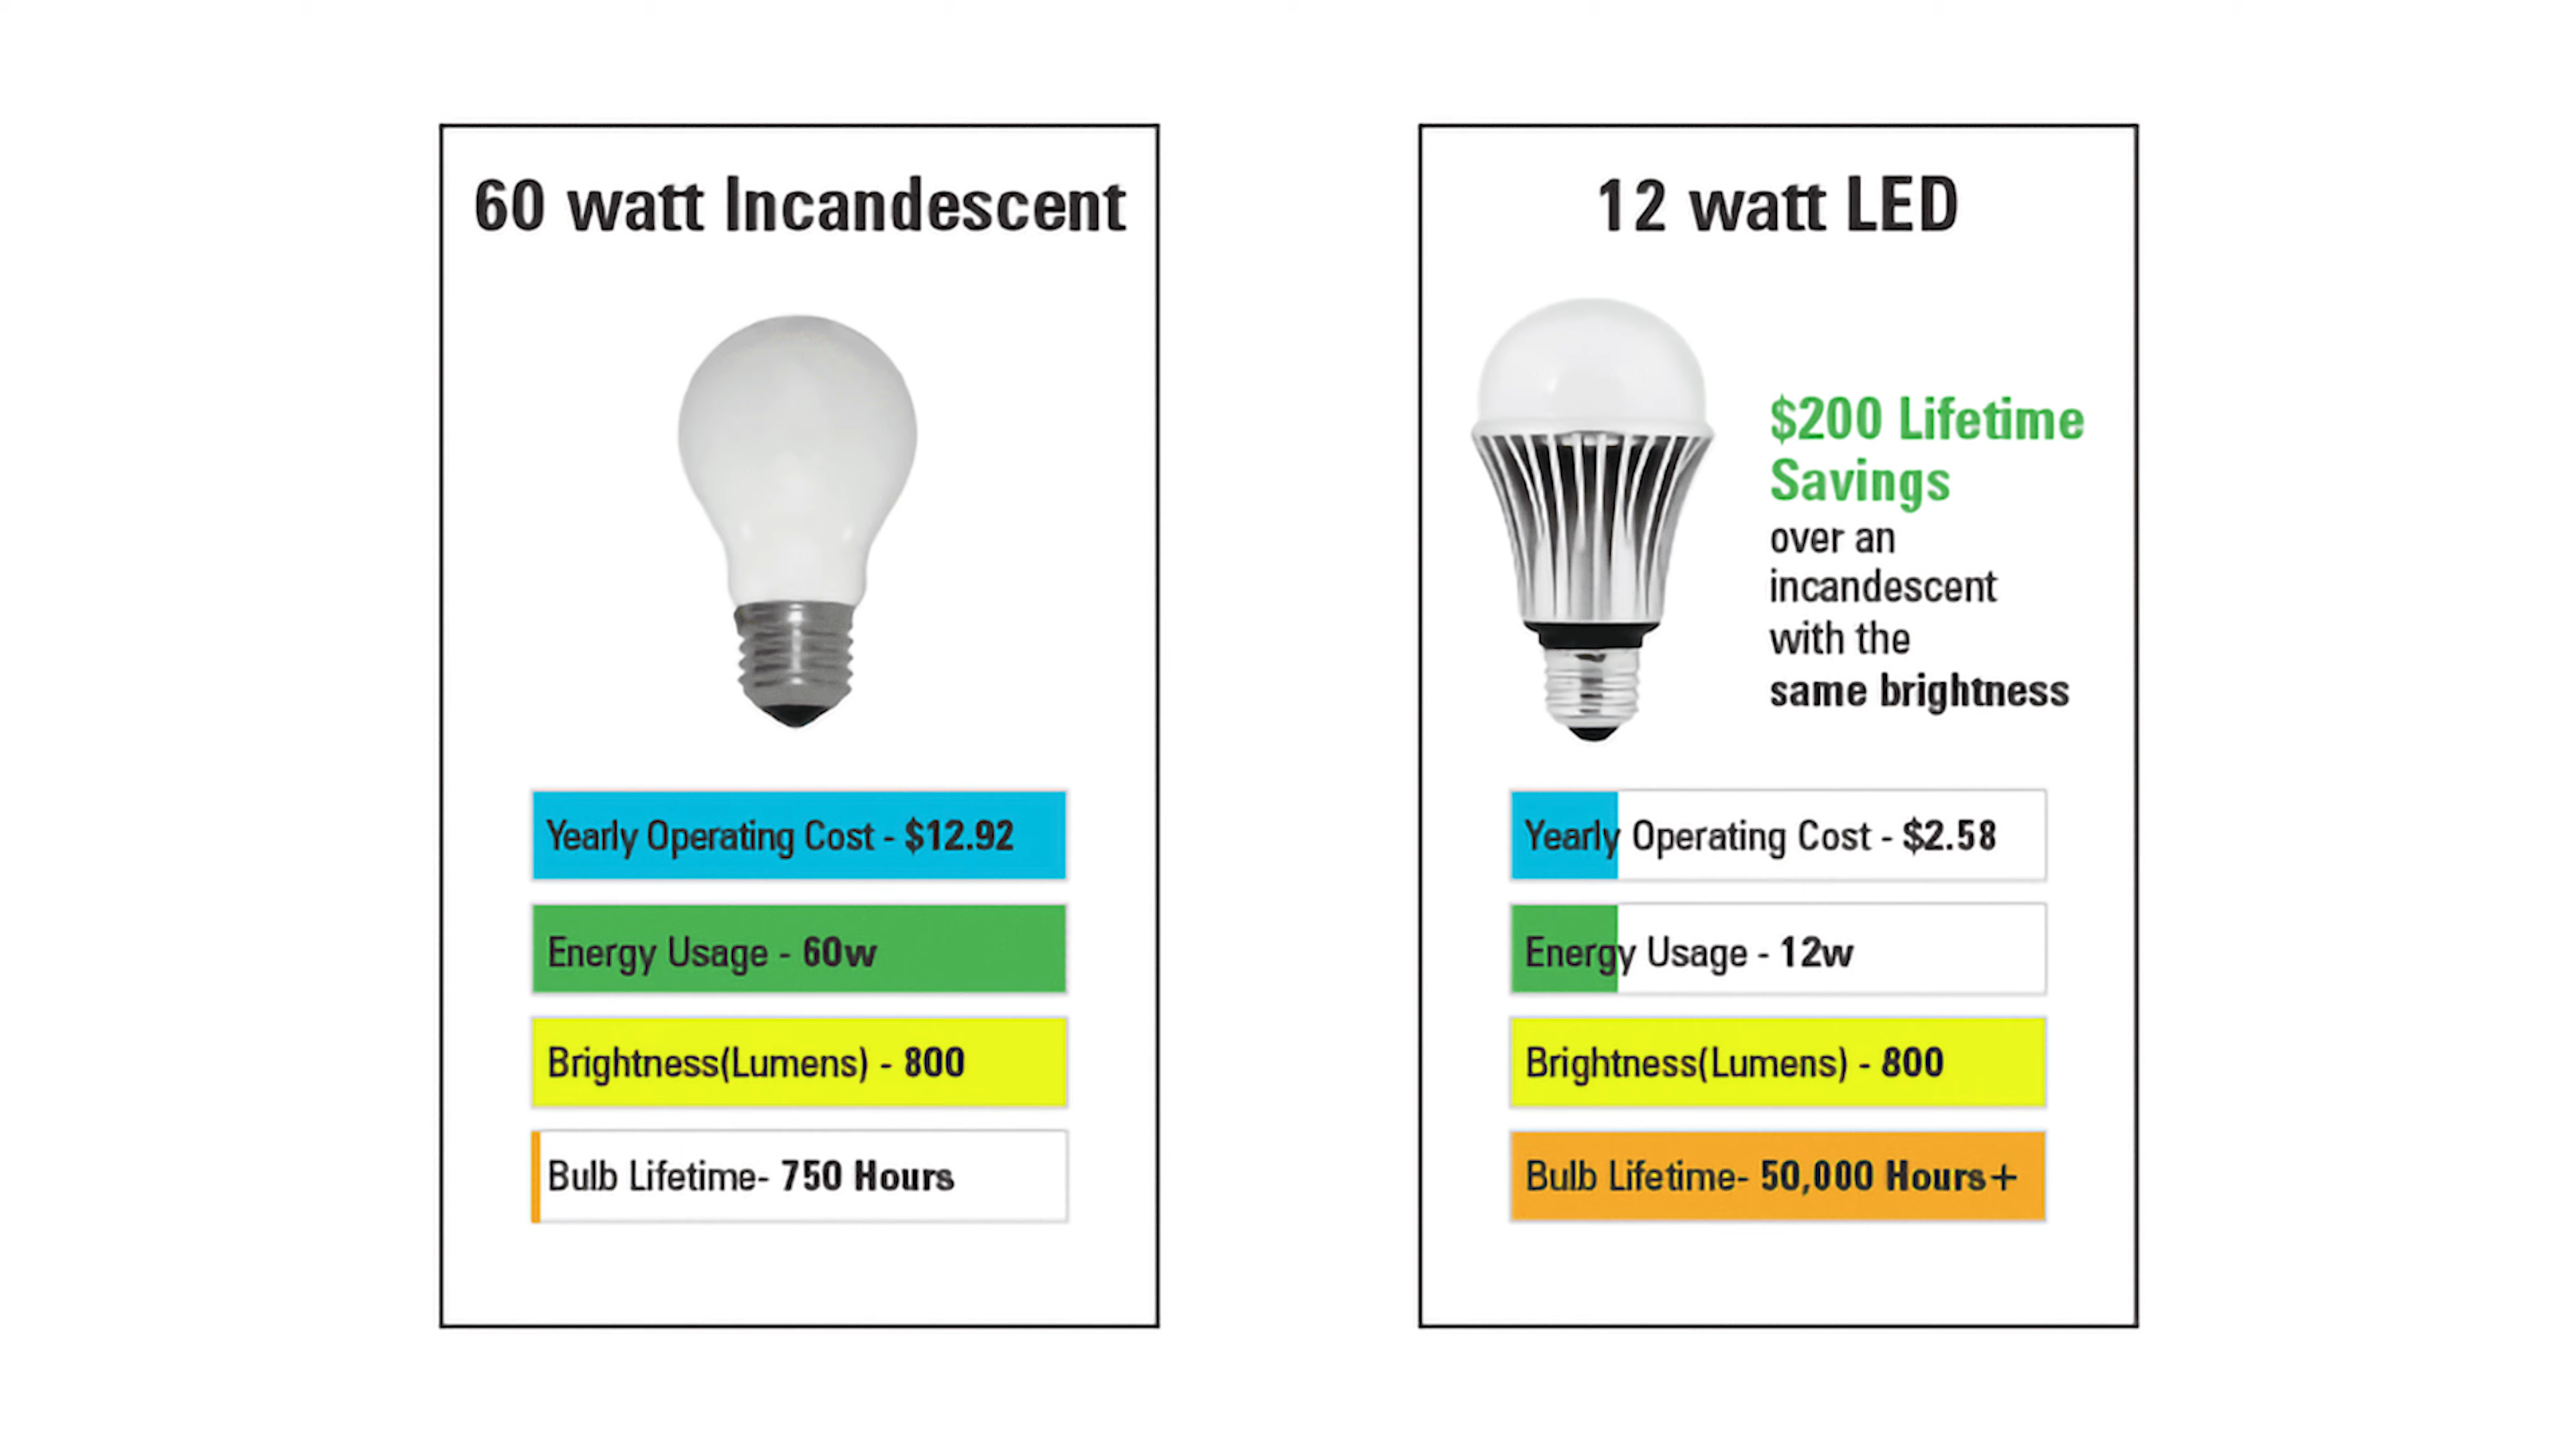 60 watt Incandescent
Yearly Operating Cost - $12.92
Energy Usage - 60w
Brightness(Lumens) - 800
Bulb Lifetime- 750 Hours
12 watt LED
$200 Lifetime
Savings
over an
incandescent
with the
same brightness
Yearly Operating Cost - $2.58
Energy Usage - 12w
Brightness(Lumens) - 800
Bulb Lifetime- 50,000 Hours+